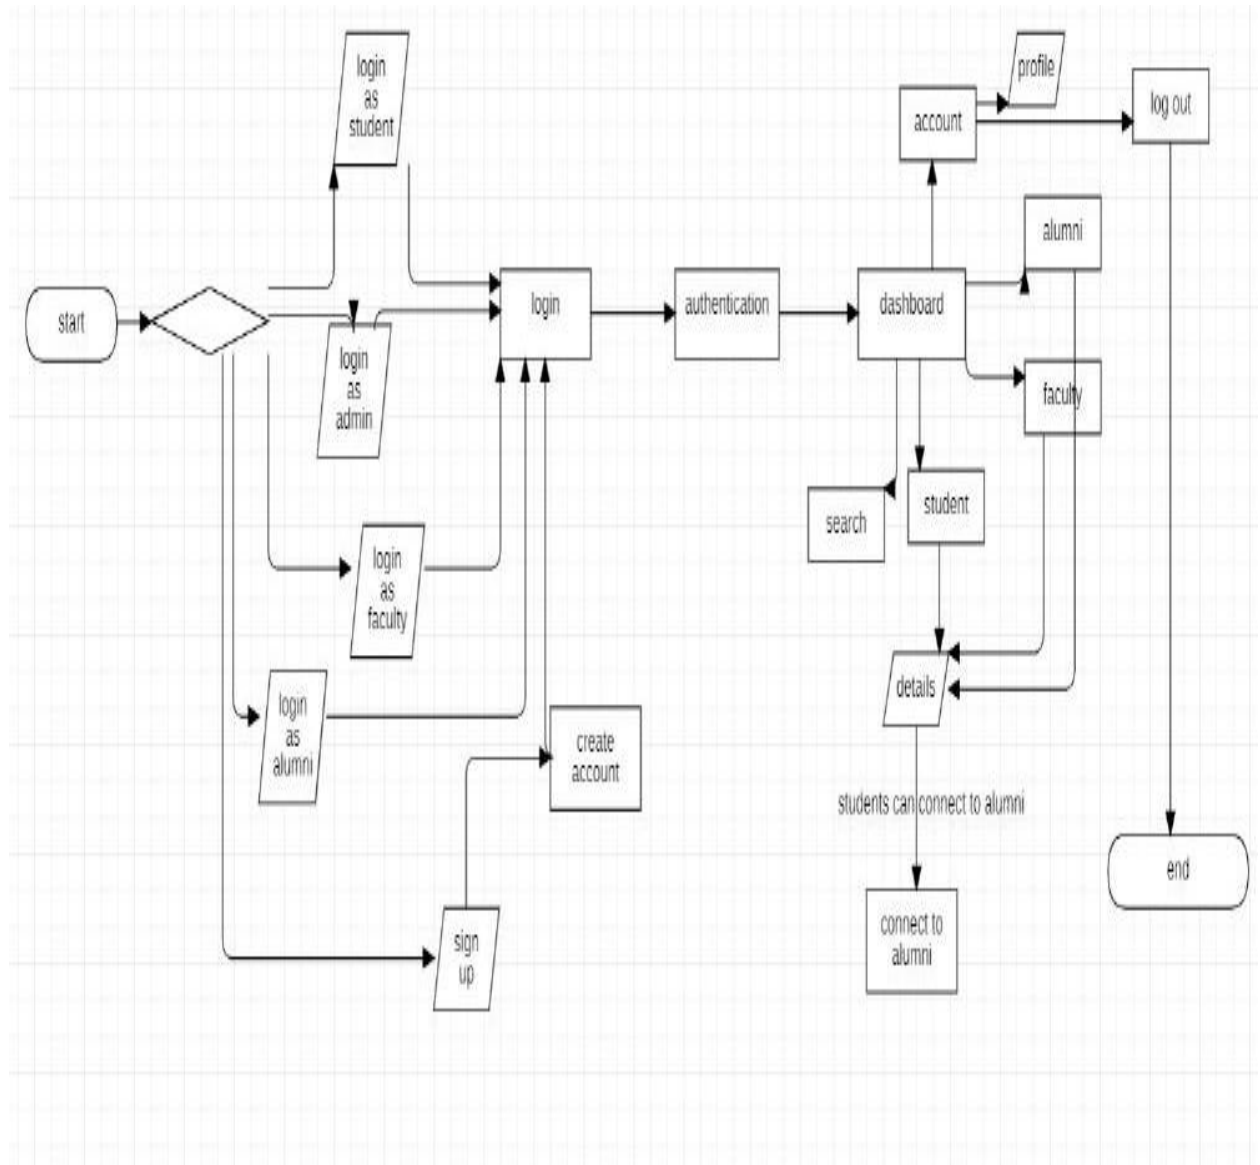 login
as
student
profile
account
log out
alumni
start
login
authentication
dashboard
login
as
admin
faculty
search
student
login
as
faculty
details
login
as
alumni
create
account
students can connect to alumni
end
connect to
alumni
sign
up